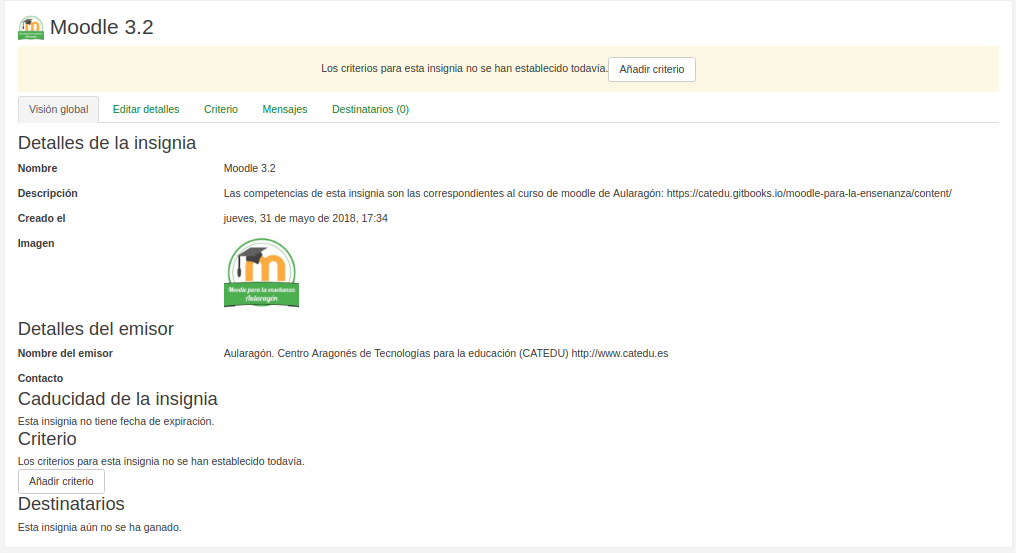 Moodle 3.2
Los criterios para esta insignia no se han establecido todavía. Añadir criterio
Visión global Editar detalles Criterio Mensajes Destinatarios (0)
Detalles de la insignia
Nombre Moodle 3.2
Descripción Las competencias de esta insignia son las correspondientes al curso de moodle de Aularagón: https://catedu.gitbooks.io/moodle-para-la-ensenanza/content/
Creado el jueves, 31 de mayo de 2018, 17:34
Imagen
m
Moodle para la enseñanza
Aularagón
Detalles del emisor
Nombre del emisor Aularagón. Centro Aragonés de Tecnologías para la educación (CATEDU) http://www.catedu.es
Contacto
Caducidad de la insignia
Esta insignia no tiene fecha de expiración.
Criterio
Los criterios para esta insignia no se han establecido todavía.
Añadir criterio
Destinatarios
Esta insignia aún no se ha ganado.